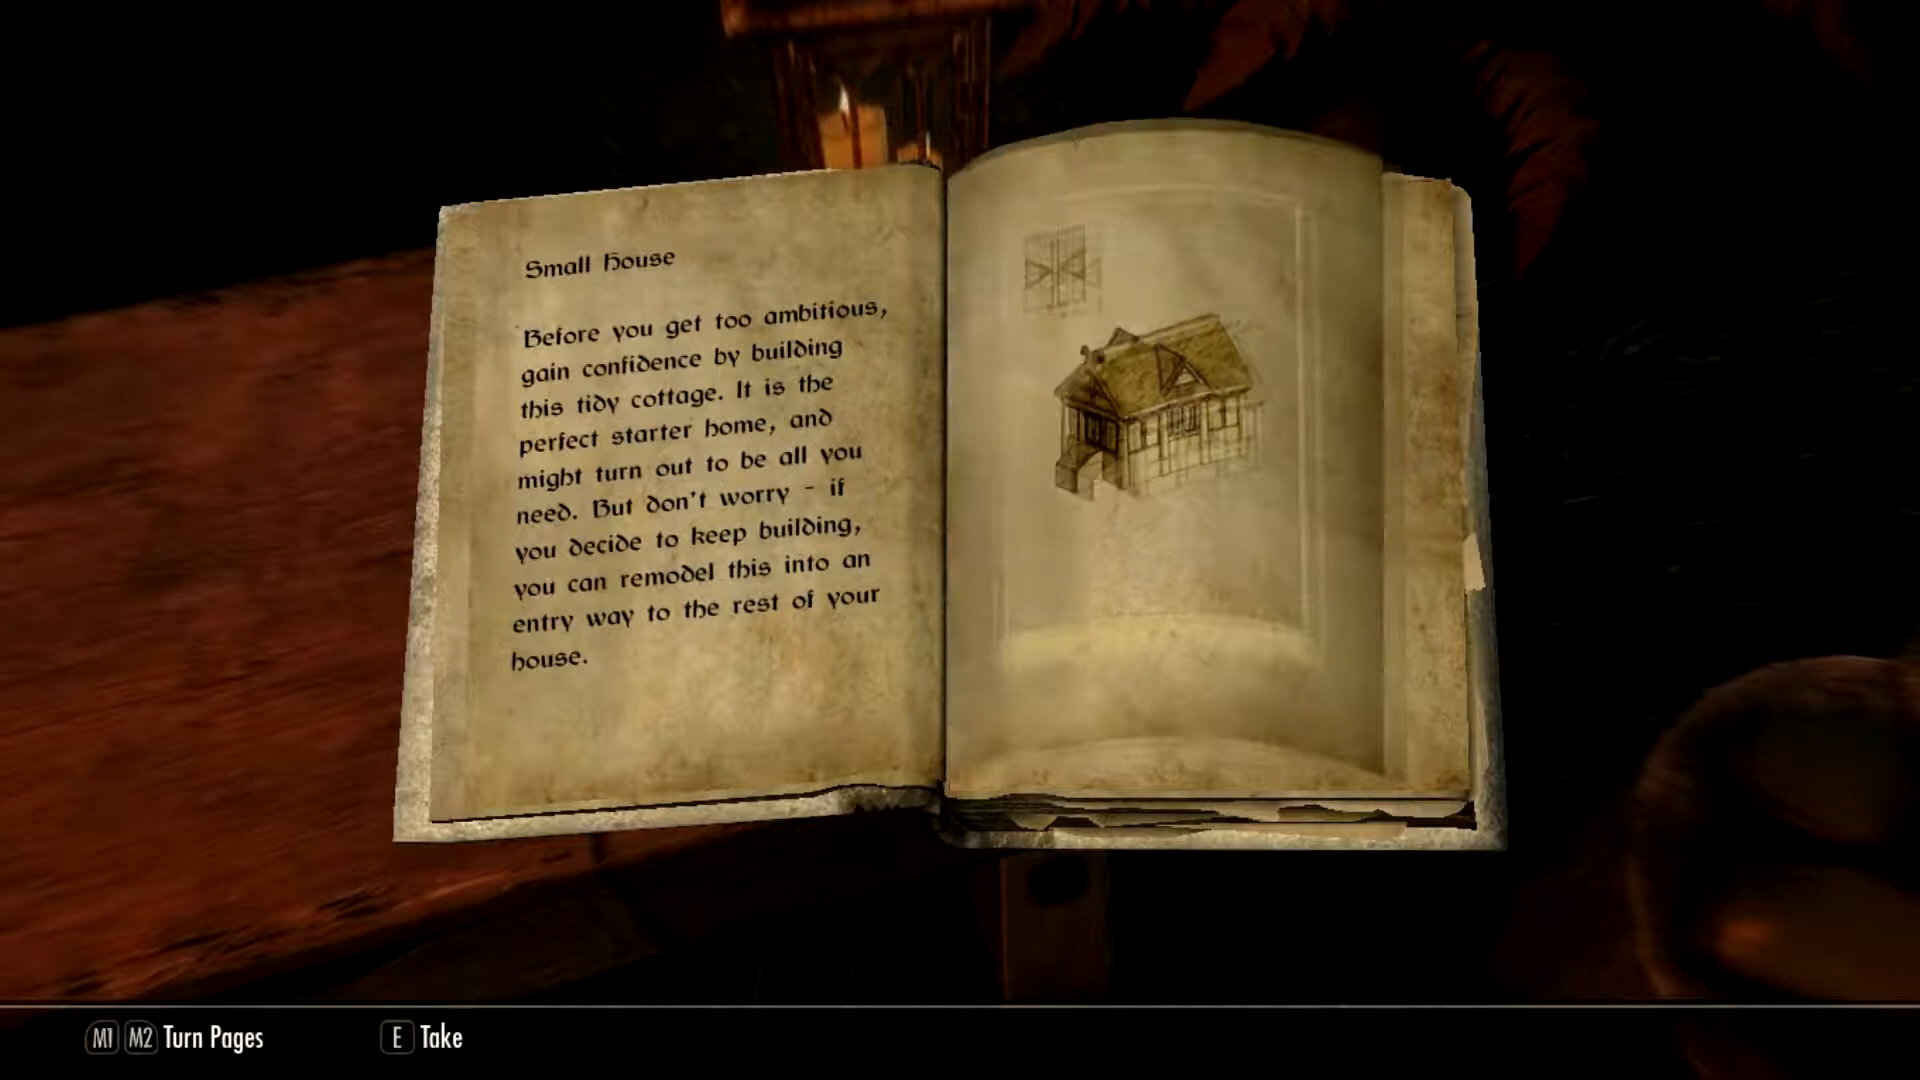 Small House
Before you get too ambitious,
gain confidence by building
this tidy cottage. It is the
perfect starter home, and
might turn out to be all you
need. But don't worry - if
you decide to keep building,
you can remodel this into an
entry way to the rest of your
house.
M1 M2 Turn Pages
E Take